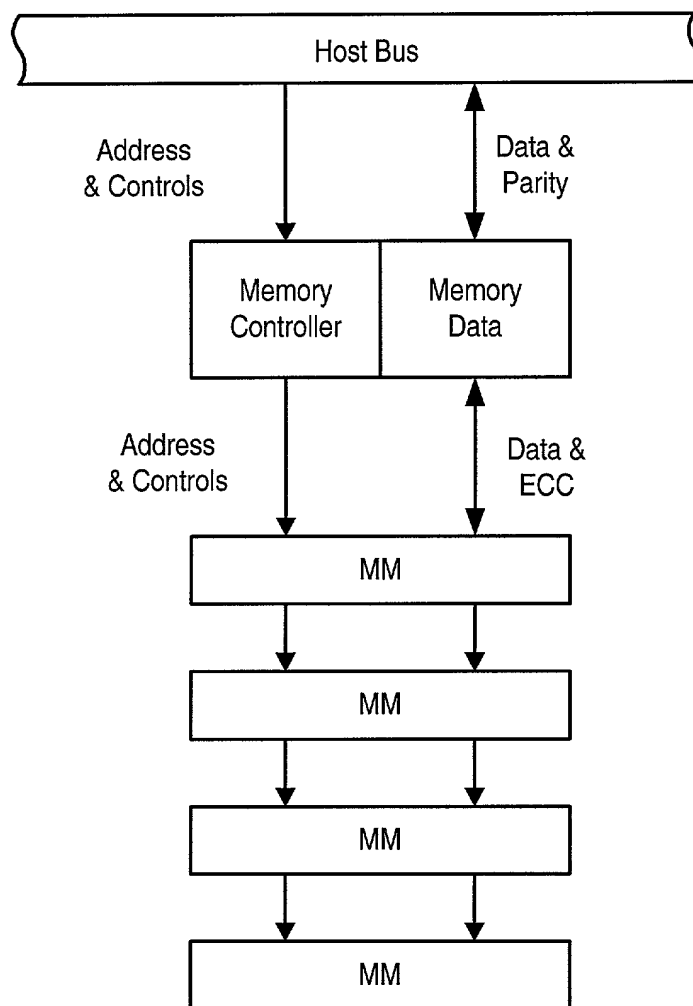 Host Bus
Address
& Controls
Data &
Parity
Memory
Controller
Memory
Data
Address
& Controls
Data &
ECC
MM
MM
MM
MM